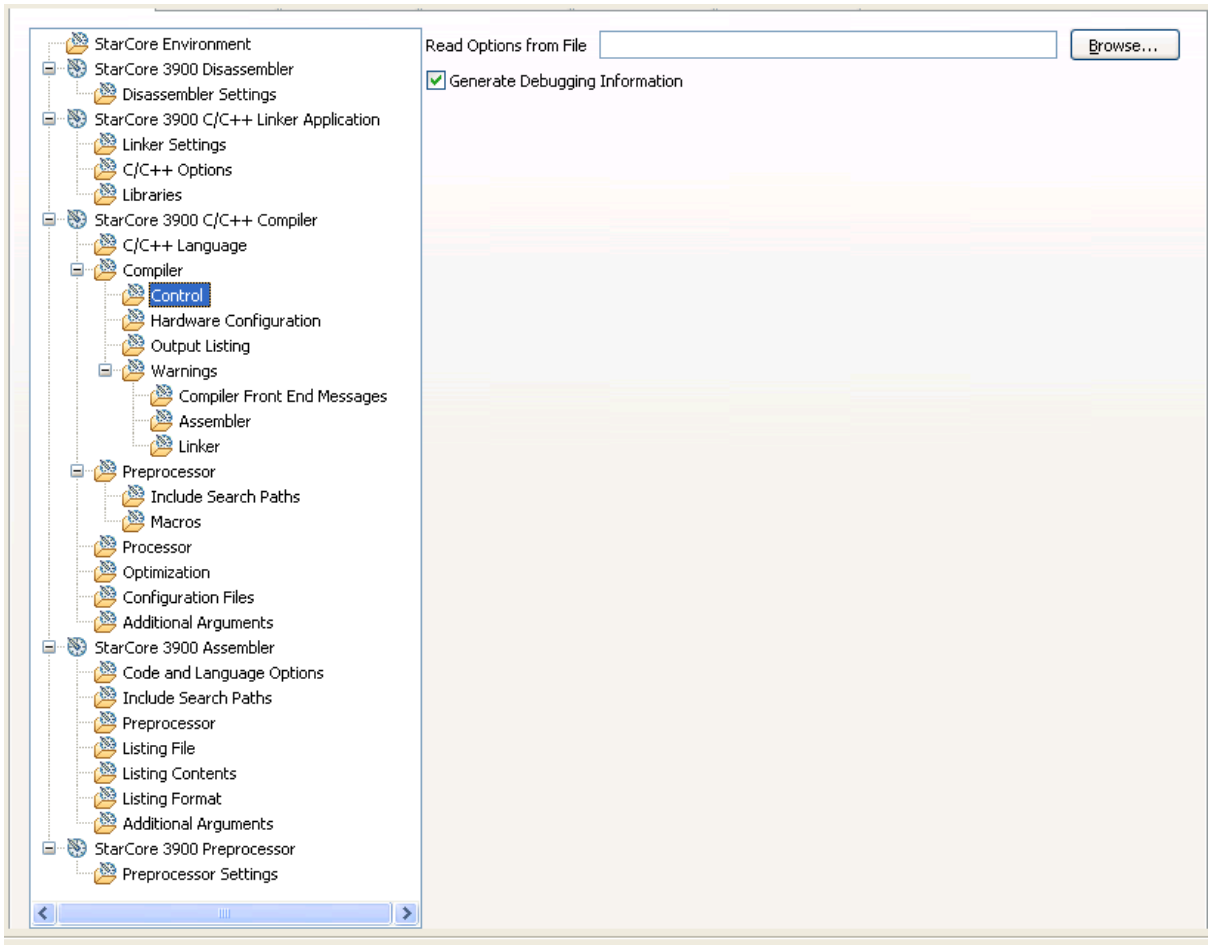 StarCore Environment
StarCore 3900 Disassembler
Disassembler Settings
StarCore 3900 C/C++ Linker Application
Linker Settings
C/C++ Options
Libraries
StarCore 3900 C/C++ Compiler
C/C++ Language
Compiler
Control
Hardware Configuration
Output Listing
Warnings
Compiler Front End Messages
Assembler
Linker
Preprocessor
Include Search Paths
Macros
Processor
Optimization
Configuration Files
Additional Arguments
StarCore 3900 Assembler
Code and Language Options
Include Search Paths
Preprocessor
Listing File
Listing Contents
Listing Format
Additional Arguments
StarCore 3900 Preprocessor
Preprocessor Settings
Read Options from File Browse...
Generate Debugging Information